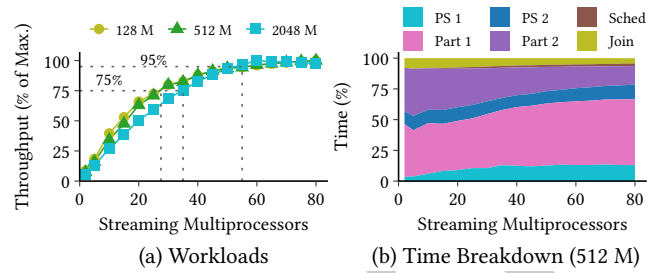 128 M 512 M 2048 M
Throughput (% of Max.)
100
75
50
25
0
95%
75%
0 20 40 60 80
Streaming Multiprocessors
(a) Workloads
PS 1 PS 2 Sched
Part 1 Part 2 Join
Time (%)
100
75
50
25
0
0 20 40 60 80
Streaming Multiprocessors
(b) Time Breakdown (512 M)